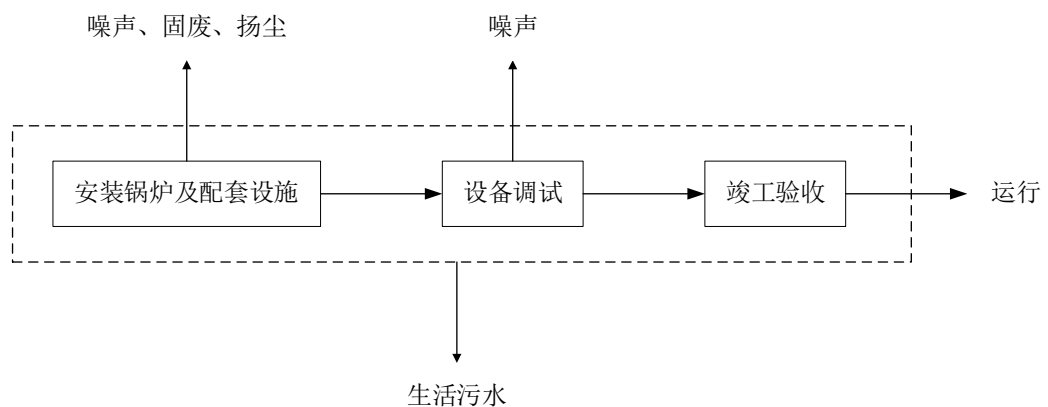 噪声、固废、扬尘
噪声
安装锅炉及配套设施
设备调试
竣工验收
运行
生活污水